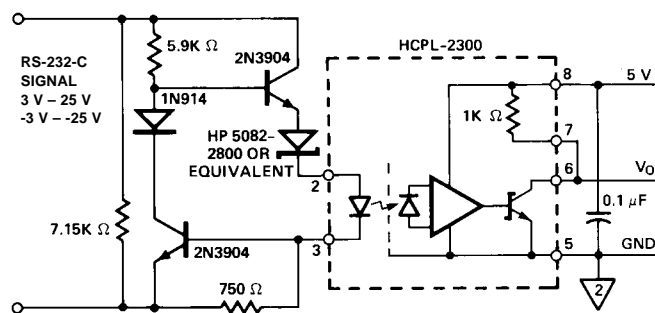 RS-232-C
SIGNAL
3 V – 25 V
-3 V – -25 V
5.9K Ω
2N3904
1N914
HP 5082-
2800 OR
EQUIVALENT
7.15K Ω
2N3904
750 Ω
HCPL-2300
2
3
1K Ω
8
7
6
5
5 V
VO
0.1 µF
GND
2